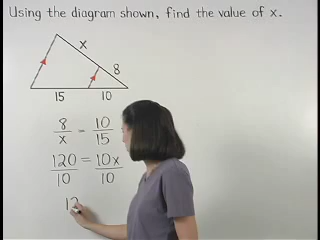 Using the diagram shown, find the value of x.
x
8
15 10
8/x = 10/15
120/10 = 10x/10
12